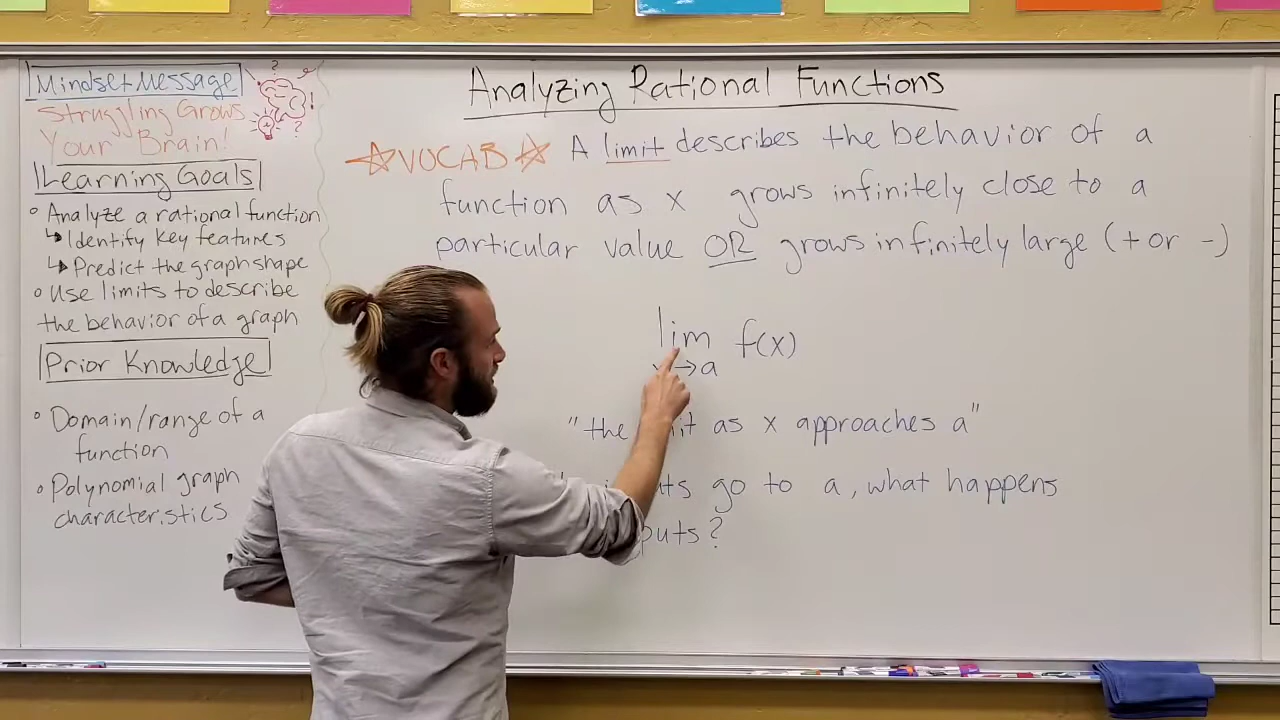 Mindset Message
Struggling Grows
Your Brain!
Learning Goals
• Analyze a rational function
↳ Identify key features
↳ Predict the graph shape
• Use limits to describe
the behavior of a graph
Prior Knowledge
• Domain/range of a
function
• Polynomial graph
characteristics
Analyzing Rational Functions
☆VOCAB☆ A limit describes the behavior of a
function as x grows infinitely close to a
particular value OR grows infinitely large (+ or -)
lim f(x)
→a
"the as x approaches a"
go to a, what happens
?